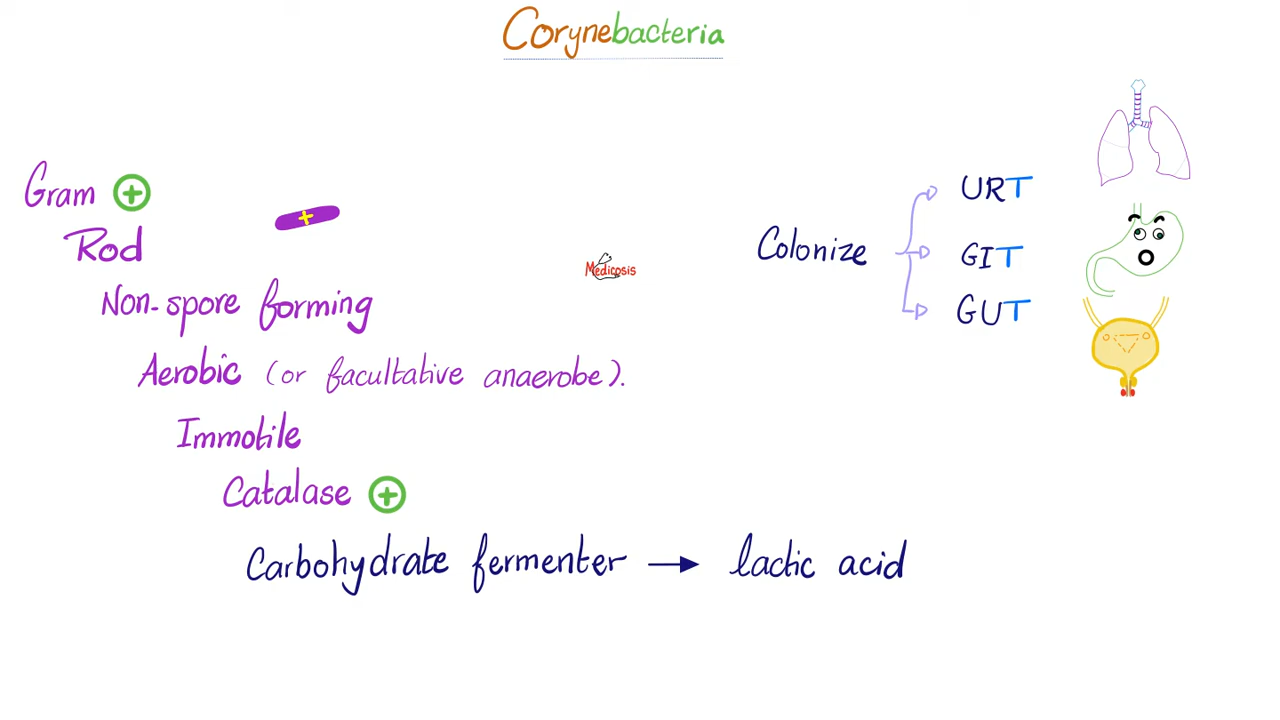 Corynebacteria
Gram +
Rod
+
Non-spore forming
Aerobic (or facultative anaerobe).
Immotile
Catalase +
Carbohydrate fermenter → lactic acid
Medicosis
Colonize
URT
GIT
GUT